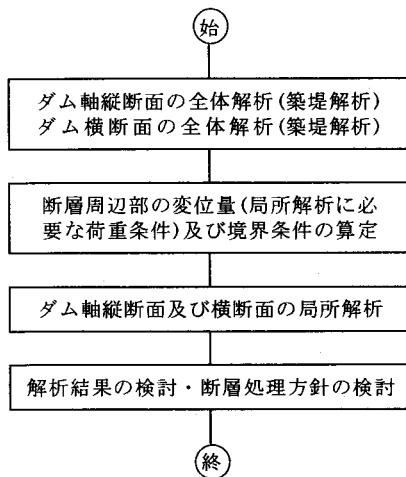 始
ダム軸縦断面の全体解析(築堤解析)
ダム横断面の全体解析(築堤解析)
断層周辺部の変位量(局所解析に必
要な荷重条件)及び境界条件の算定
ダム軸縦断面及び横断面の局所解析
解析結果の検討・断層処理方針の検討
終